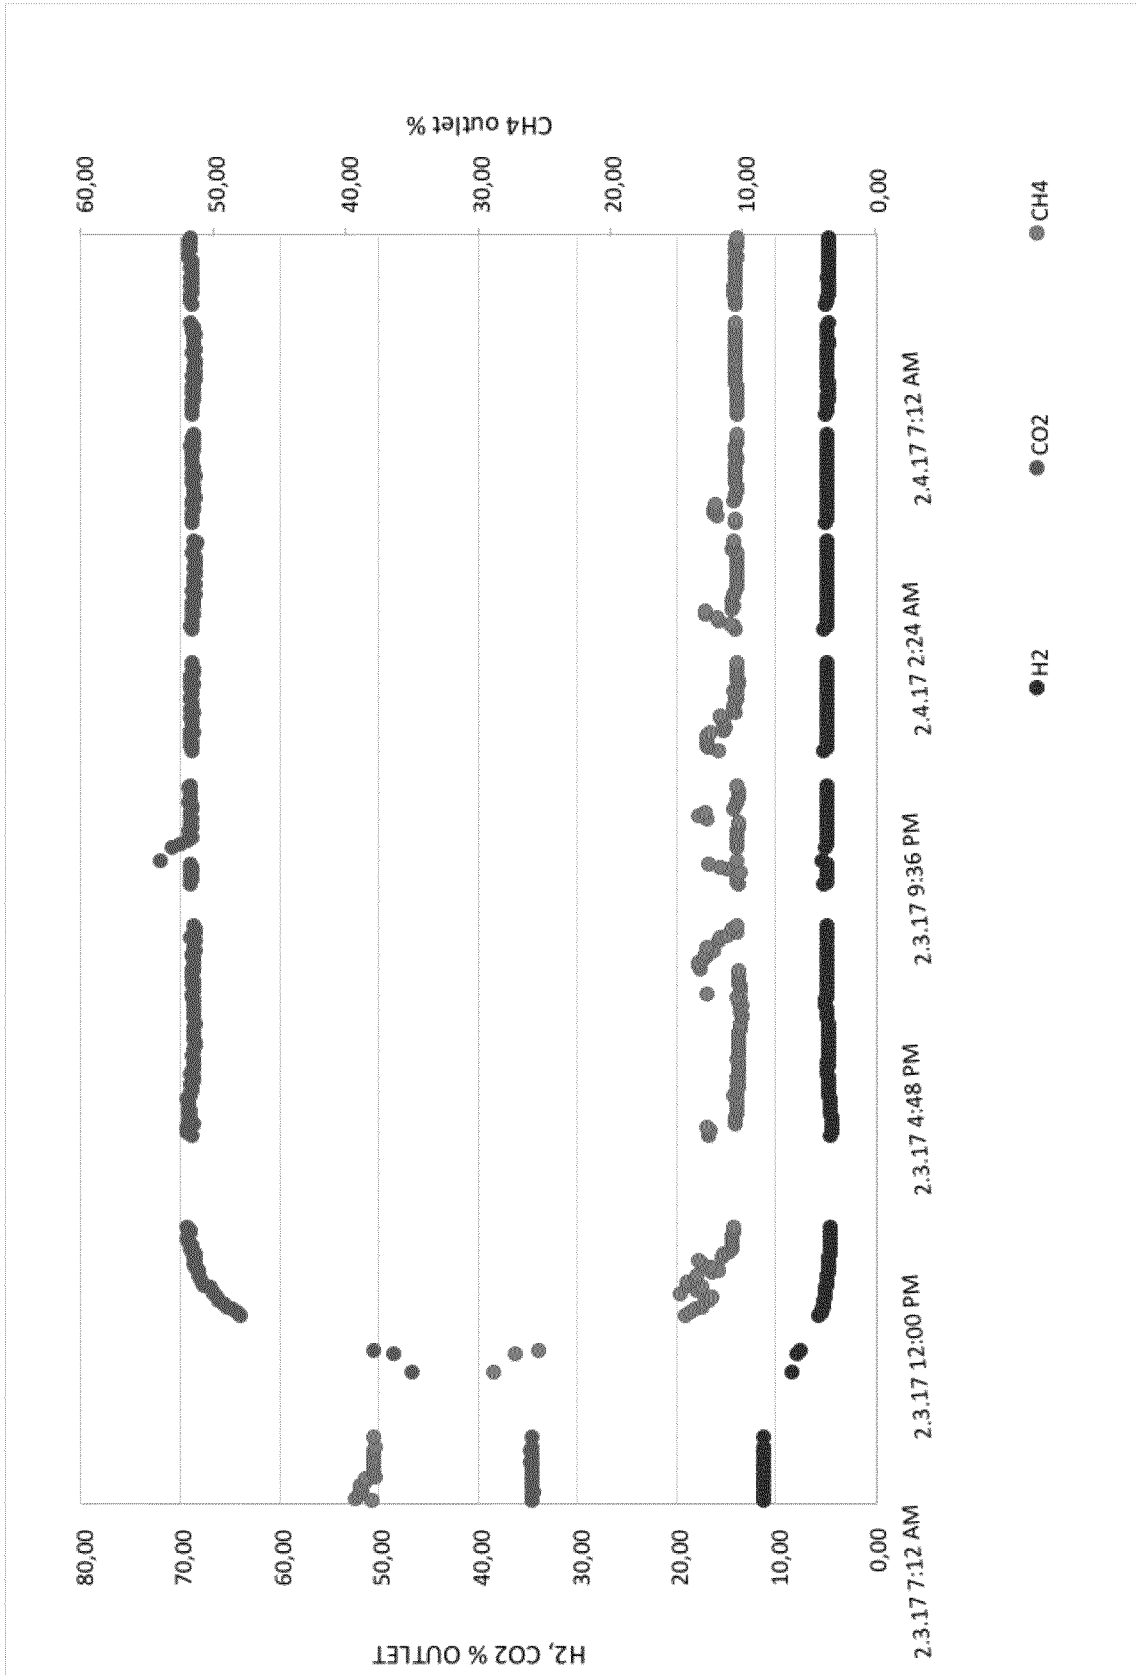 H2, CO2 % OUTLET
80,00
70,00
60,00
50,00
40,00
30,00
20,00
10,00
0,00
CH4 outlet %
60,00
50,00
40,00
30,00
20,00
10,00
0,00
2.3.17 7:12 AM
2.3.17 12:00 PM
2.3.17 4:48 PM
2.3.17 9:36 PM
2.4.17 2:24 AM
2.4.17 7:12 AM
H2
CO2
CH4